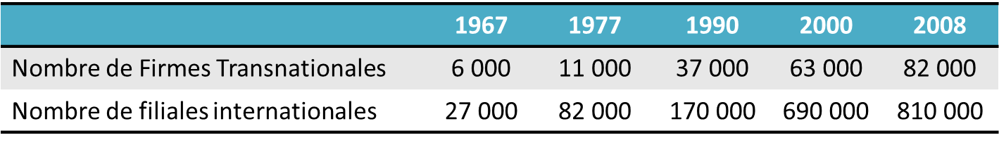 1967 1977 1990 2000 2008
Nombre de Firmes Transnationales 6 000 11 000 37 000 63 000 82 000
Nombre de filiales internationales 27 000 82 000 170 000 690 000 810 000